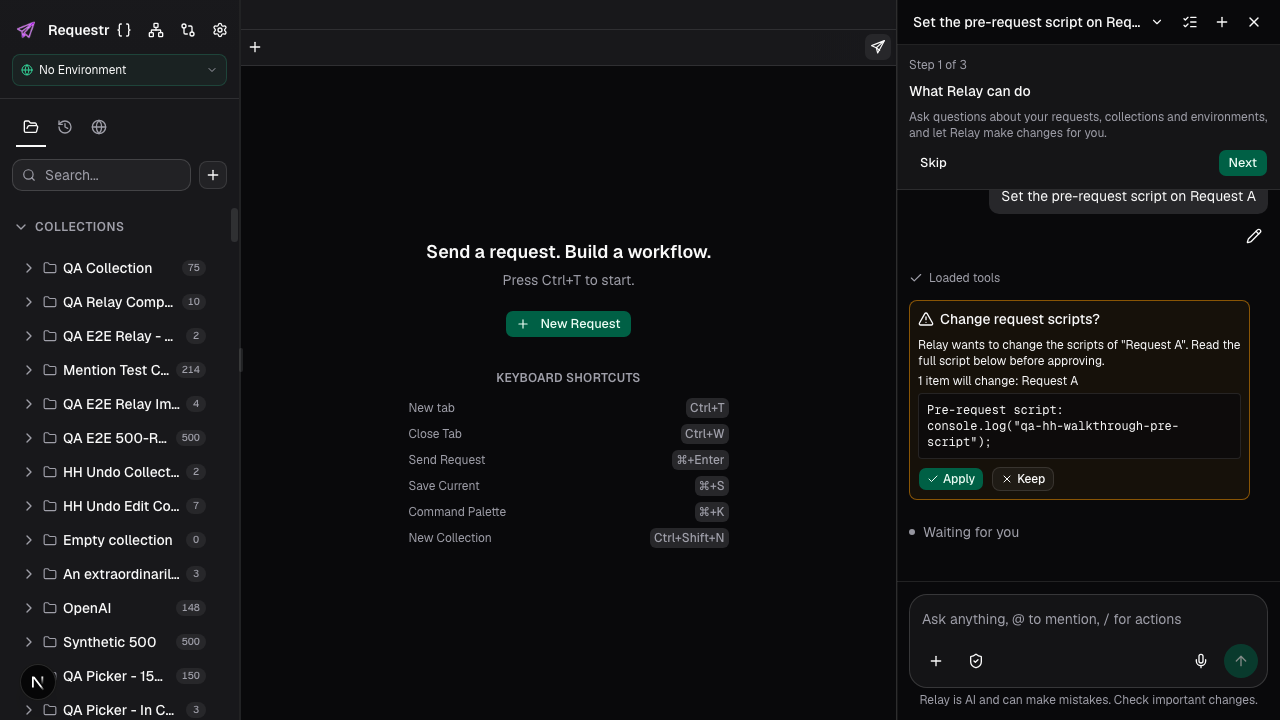 Requestr
No Environment
Search...
COLLECTIONS
QA Collection 75
QA Relay Comp... 10
QA E2E Relay - ... 2
Mention Test C... 214
QA E2E Relay Im... 4
QA E2E 500-R... 500
HH Undo Collect... 2
HH Undo Edit Co... 7
Empty collection 0
An extraordinaril... 3
OpenAI 148
Synthetic 500 500
QA Picker - 15... 150
QA Picker - In C... 3
N
Send a request. Build a workflow.
Press Ctrl+T to start.
New Request
KEYBOARD SHORTCUTS
New tab Ctrl+T
Close Tab Ctrl+W
Send Request ⌘+Enter
Save Current ⌘+S
Command Palette ⌘+K
New Collection Ctrl+Shift+N
Set the pre-request script on Req...
Step 1 of 3
What Relay can do
Ask questions about your requests, collections and environments,
and let Relay make changes for you.
Skip Next
Set the pre-request script on Request A
Loaded tools
Change request scripts?
Relay wants to change the scripts of "Request A". Read the
full script below before approving.
1 item will change: Request A
Pre-request script:
console.log("qa-hh-walkthrough-pre-
script");
Apply Keep
Waiting for you
Ask anything, @ to mention, / for actions
Relay is AI and can make mistakes. Check important changes.